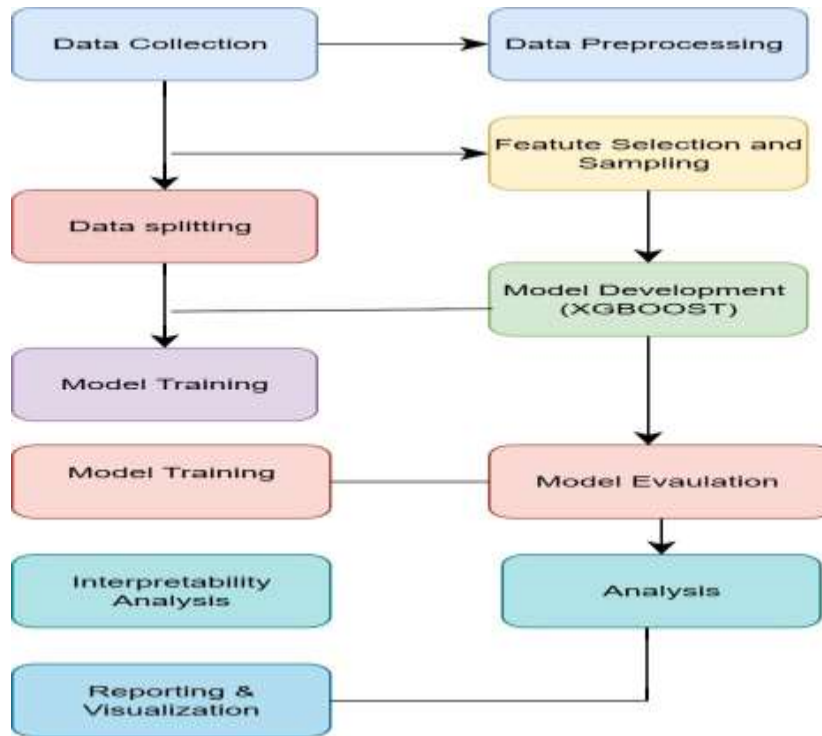 Data Collection
Data Preprocessing
Featute Selection and
Sampling
Data splitting
Model Development
(XGBOOST)
Model Training
Model Training
Model Evaulation
Interpretability
Analysis
Analysis
Reporting &
Visualization